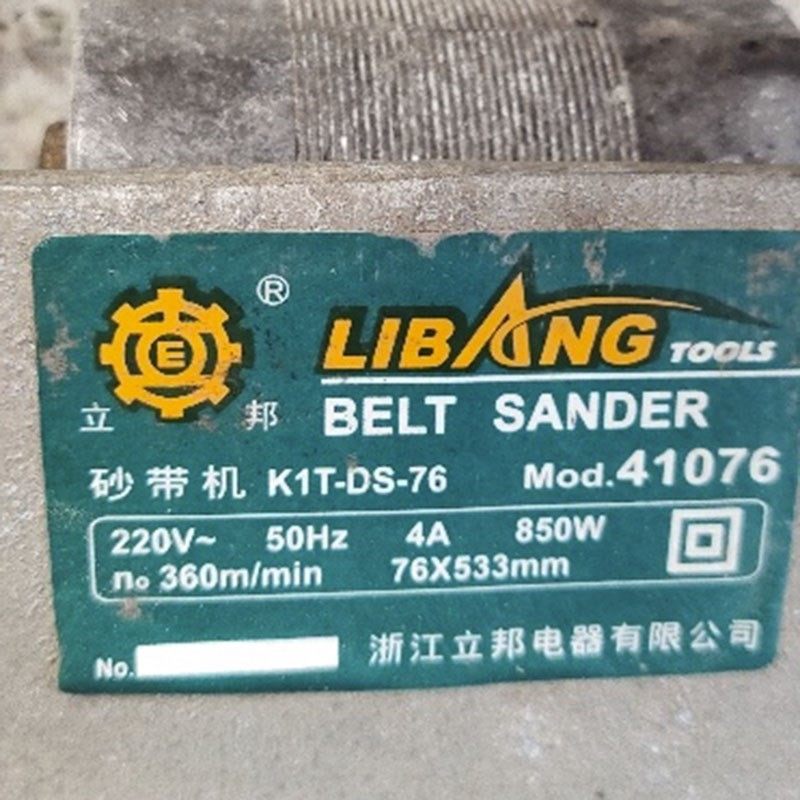 ®
LIBANG TOOLS
E
立 邦
BELT SANDER
砂带机 K1T-DS-76 Mod.41076
220V~ 50Hz 4A 850W
no 360m/min 76X533mm
No.
浙江立邦电器有限公司